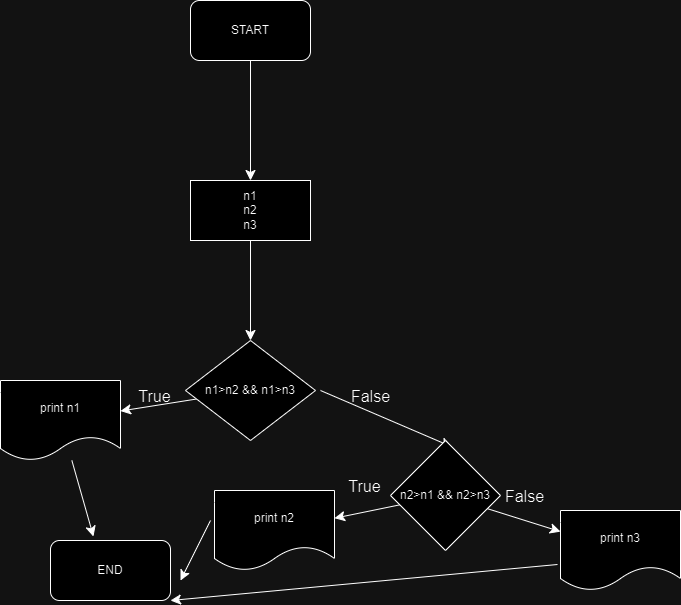 START
n1
n2
n3
n1>n2 && n1>n3
True
False
print n1
True
n2>n1 && n2>n3
False
print n2
print n3
END